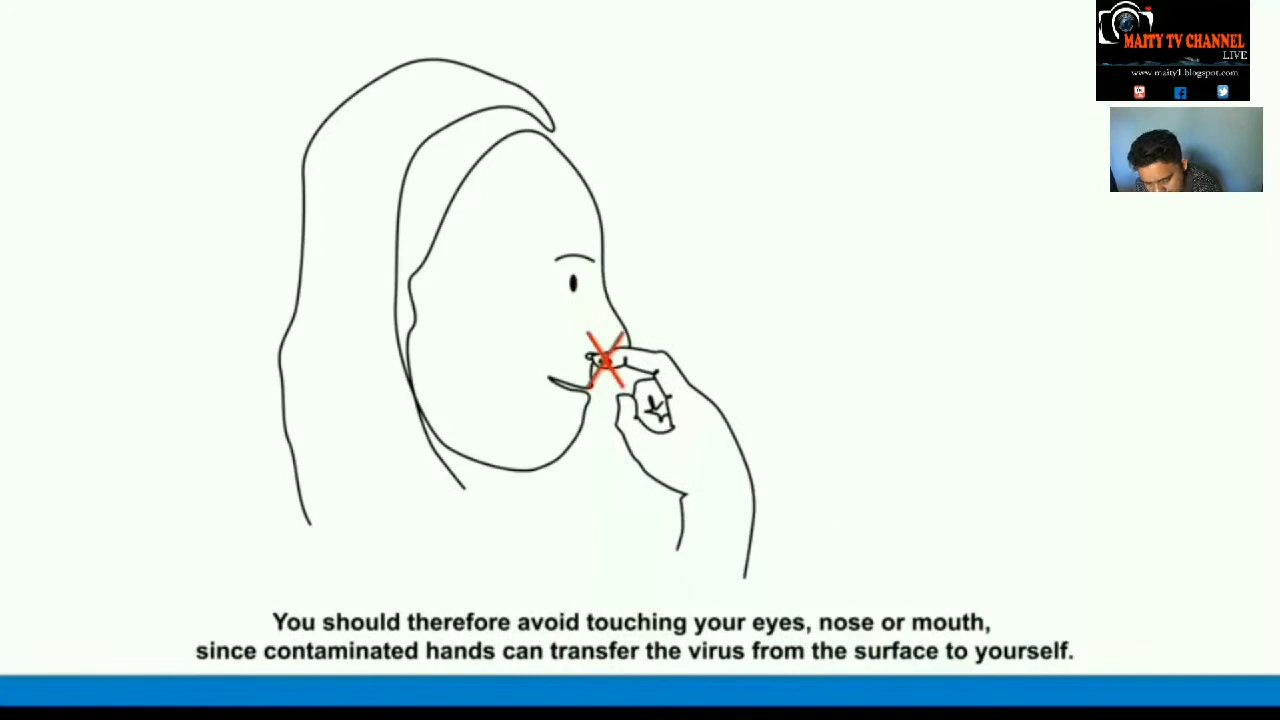 MAITY TV CHANNEL
LIVE
www.maity1.blogspot.com
You should therefore avoid touching your eyes, nose or mouth,
since contaminated hands can transfer the virus from the surface to yourself.